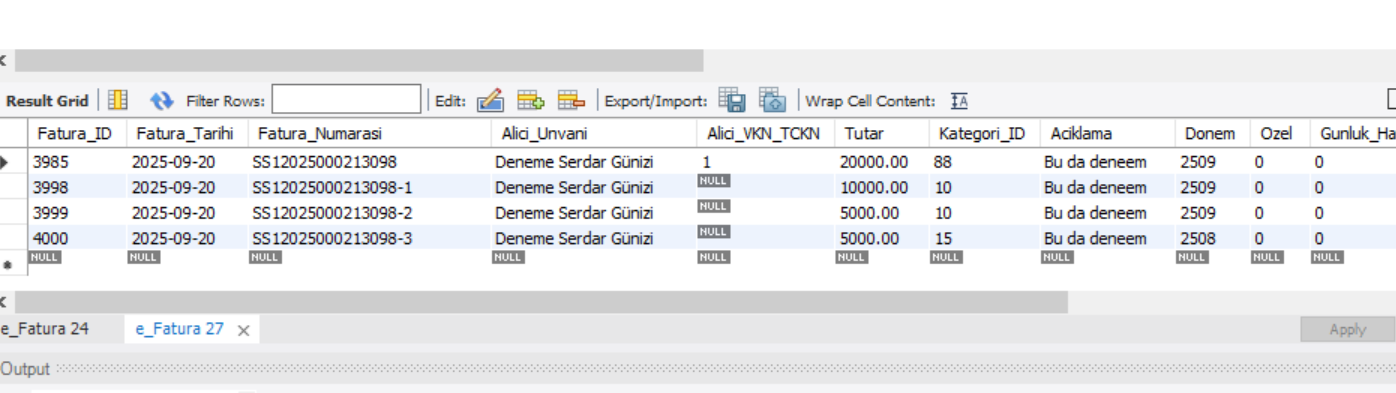 Result Grid Filter Rows: Edit: Export/Import: Wrap Cell Content:
Fatura_ID Fatura_Tarihi Fatura_Numarasi Alici_Unvani Alici_VKN_TCKN Tutar Kategori_ID Aciklama Donem Ozel Gunluk_Ha
3985 2025-09-20 SS12025000213098 Deneme Serdar Günizi 1 20000.00 88 Bu da deneem 2509 0 0
3998 2025-09-20 SS12025000213098-1 Deneme Serdar Günizi NULL 10000.00 10 Bu da deneem 2509 0 0
3999 2025-09-20 SS12025000213098-2 Deneme Serdar Günizi NULL 5000.00 10 Bu da deneem 2509 0 0
4000 2025-09-20 SS12025000213098-3 Deneme Serdar Günizi NULL 5000.00 15 Bu da deneem 2508 0 0
NULL NULL NULL NULL NULL NULL NULL NULL NULL NULL NULL
e_Fatura 24 e_Fatura 27 Apply
Output